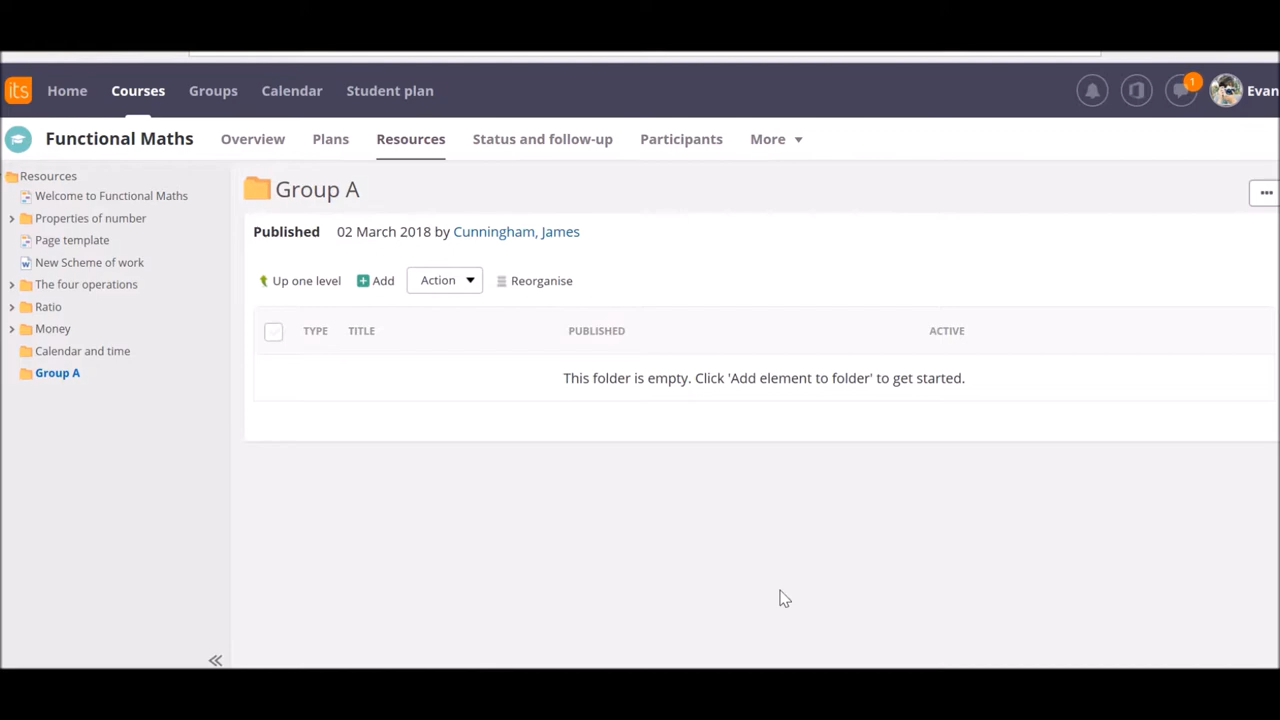 its Home Courses Groups Calendar Student plan 1 Evan
Functional Maths Overview Plans Resources Status and follow-up Participants More
Resources
Welcome to Functional Maths
Properties of number
Page template
New Scheme of work
The four operations
Ratio
Money
Calendar and time
Group A
Group A
Published 02 March 2018 by Cunningham, James
Up one level Add Action Reorganise
TYPE TITLE PUBLISHED ACTIVE
This folder is empty. Click 'Add element to folder' to get started.